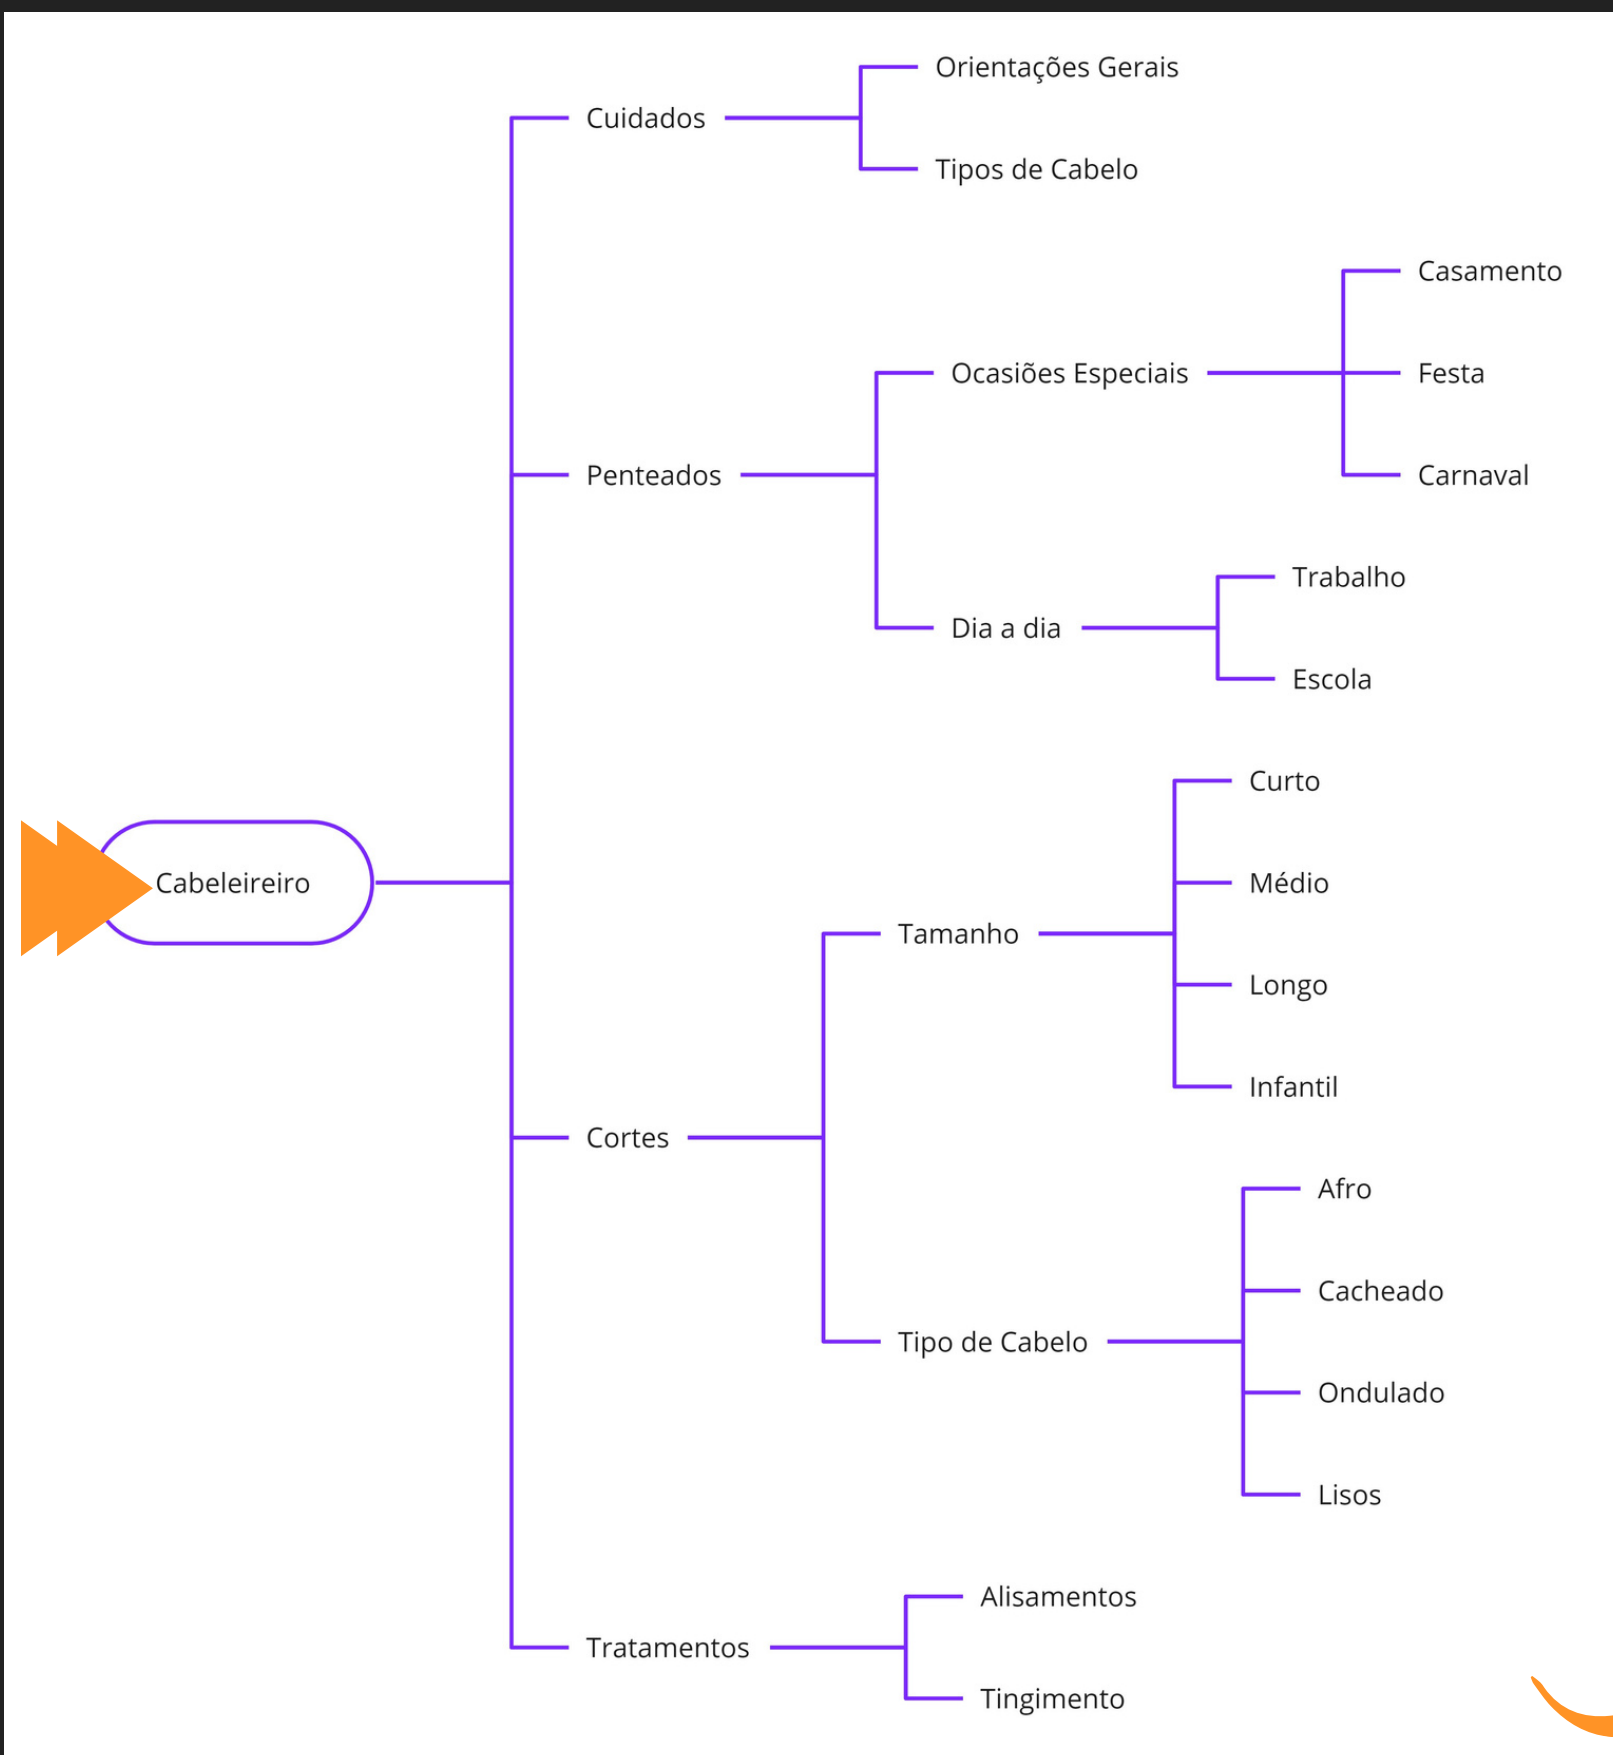 Orientações Gerais
Cuidados
Tipos de Cabelo
Casamento
Ocasiões Especiais
Festa
Penteados
Carnaval
Trabalho
Dia a dia
Escola
Curto
Cabeleireiro
Médio
Tamanho
Longo
Infantil
Cortes
Afro
Cacheado
Tipo de Cabelo
Ondulado
Lisos
Alisamentos
Tratamentos
Tingimento